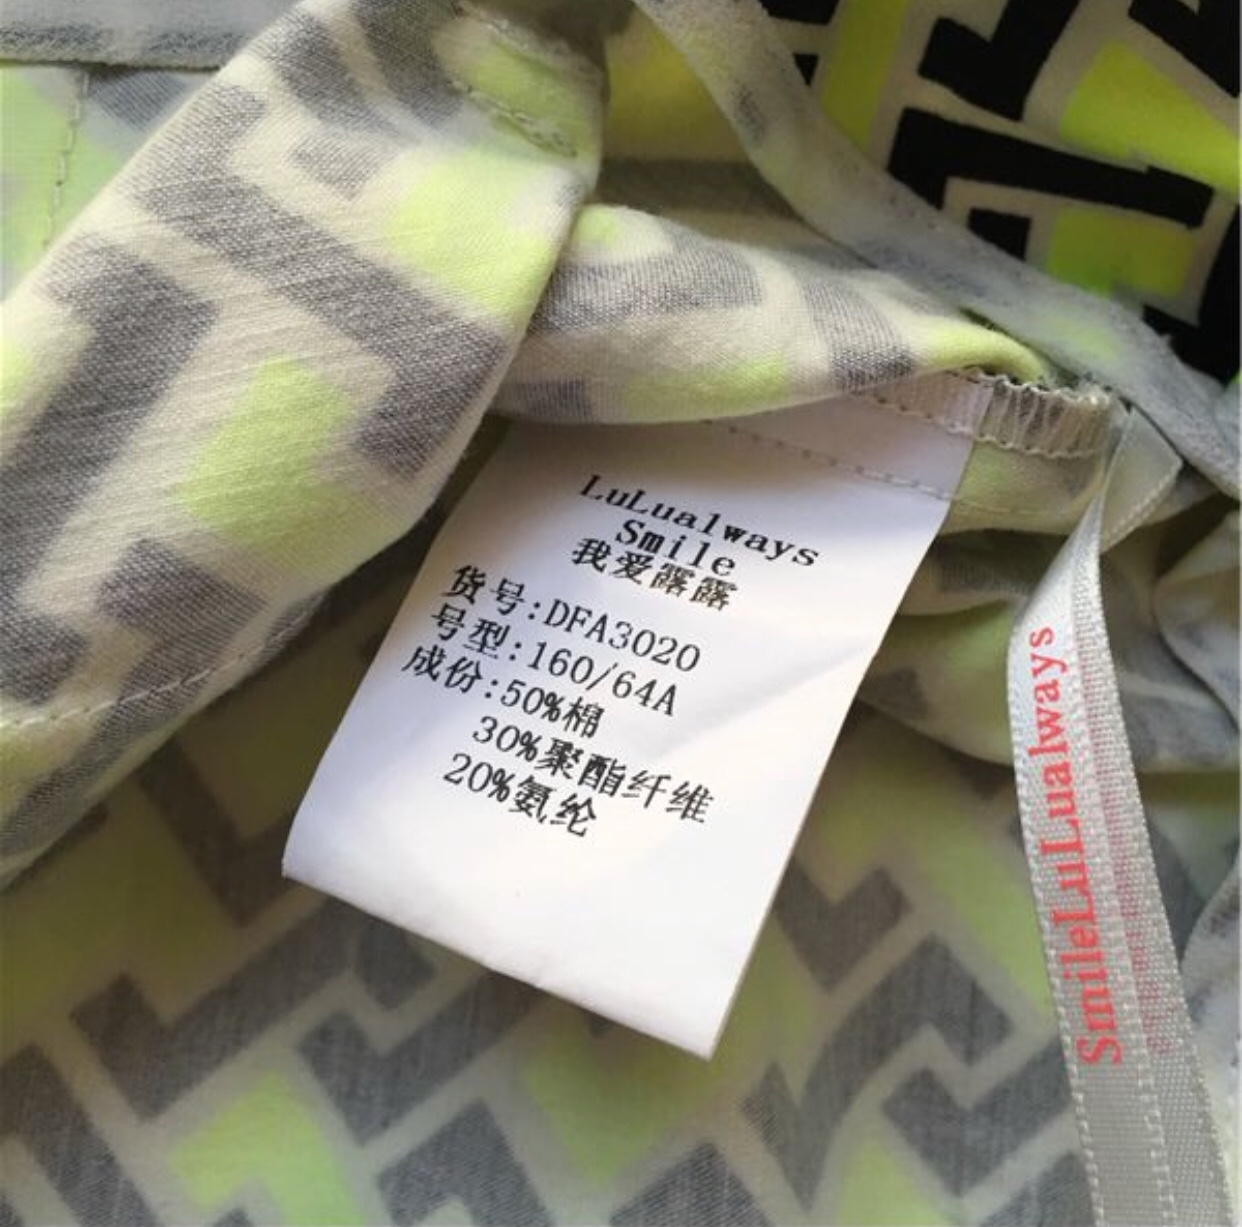 LuLualways
Smile
我爱露露
货号:DFA3020
号型:160/64A
成份:50%棉
30%聚酯纤维
20%氨纶
SmileLuLualways